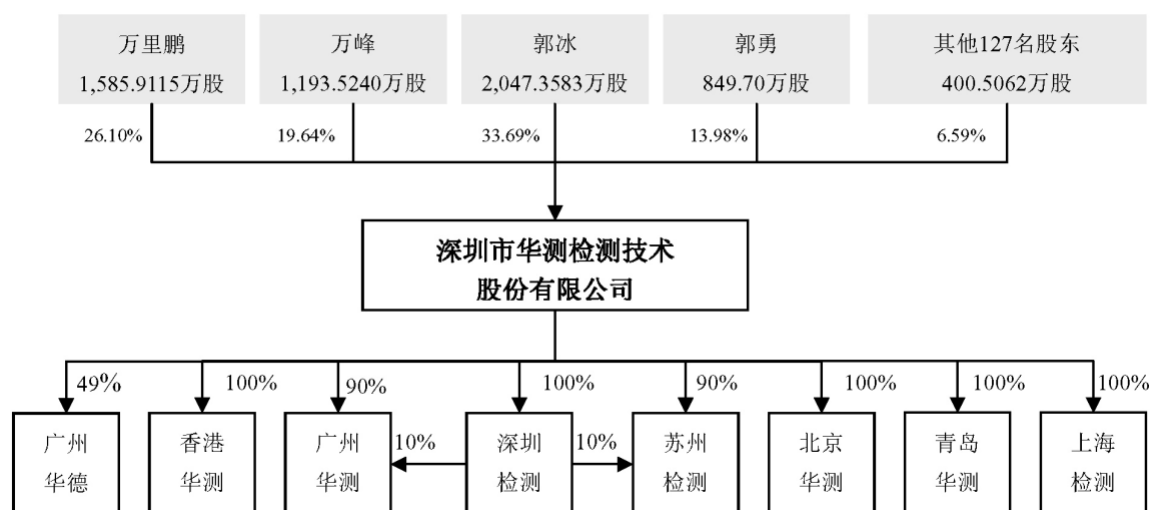 万里鹏
1,585.9115万股
万峰
1,193.5240万股
郭冰
2,047.3583万股
郭勇
849.70万股
其他127名股东
400.5062万股
26.10%
19.64%
33.69%
13.98%
6.59%
深圳市华测检测技术
股份有限公司
49%
100%
90%
100%
90%
100%
100%
100%
广州
华德
香港
华测
广州
华测
10%
深圳
检测
10%
苏州
检测
北京
华测
青岛
华测
上海
检测